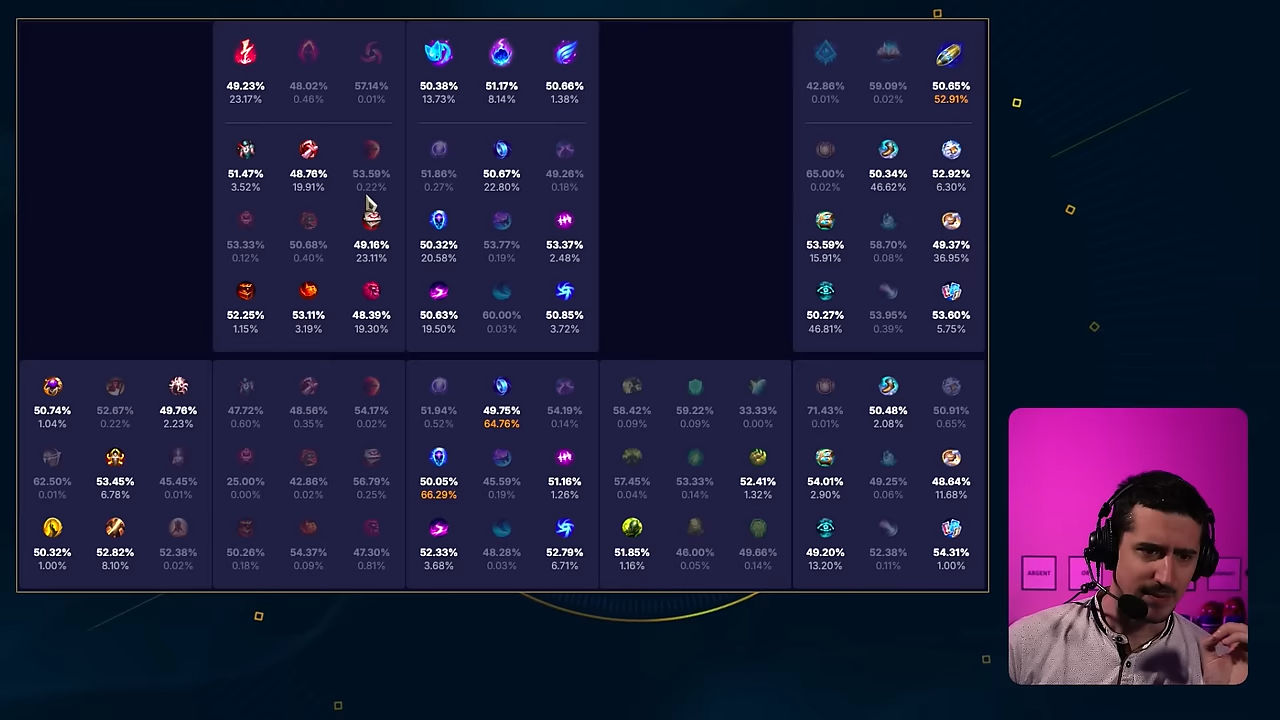 49.23% 48.02% 57.14% 50.38% 51.17% 50.66% 42.86% 59.09% 50.65%
23.17% 0.46% 0.01% 13.73% 8.14% 1.38% 0.01% 0.02% 52.91%
51.47% 48.76% 53.59% 51.86% 50.67% 49.26% 65.00% 50.34% 52.92%
3.52% 19.91% 0.22% 0.27% 22.80% 0.18% 0.02% 46.62% 6.30%
53.33% 50.68% 49.16% 50.32% 53.77% 53.37% 53.59% 58.70% 49.37%
0.12% 0.40% 23.11% 20.58% 0.19% 2.48% 15.91% 0.08% 36.95%
52.25% 53.11% 48.39% 50.63% 60.00% 50.85% 50.27% 53.95% 53.60%
1.15% 3.19% 19.30% 19.50% 0.03% 3.72% 46.81% 0.39% 5.75%
50.74% 52.67% 49.76% 47.72% 48.56% 54.17% 51.94% 49.75% 54.19% 58.42% 59.22% 33.33% 71.43% 50.48% 50.91%
1.04% 0.22% 2.23% 0.60% 0.35% 0.02% 0.52% 64.76% 0.14% 0.09% 0.09% 0.00% 0.01% 2.08% 0.65%
62.50% 53.45% 45.45% 25.00% 42.86% 56.79% 50.05% 45.59% 51.16% 57.45% 53.33% 52.41% 54.01% 49.25% 48.64%
0.01% 6.78% 0.01% 0.00% 0.02% 0.25% 66.29% 0.19% 1.26% 0.04% 0.14% 1.32% 2.90% 0.06% 11.68%
50.32% 52.82% 52.38% 50.26% 54.37% 47.30% 52.33% 48.28% 52.79% 51.85% 46.00% 49.66% 49.20% 52.38% 54.31%
1.00% 8.10% 0.02% 0.18% 0.09% 0.81% 3.68% 0.03% 6.71% 1.16% 0.05% 0.14% 13.20% 0.11% 1.00%
ARGENT